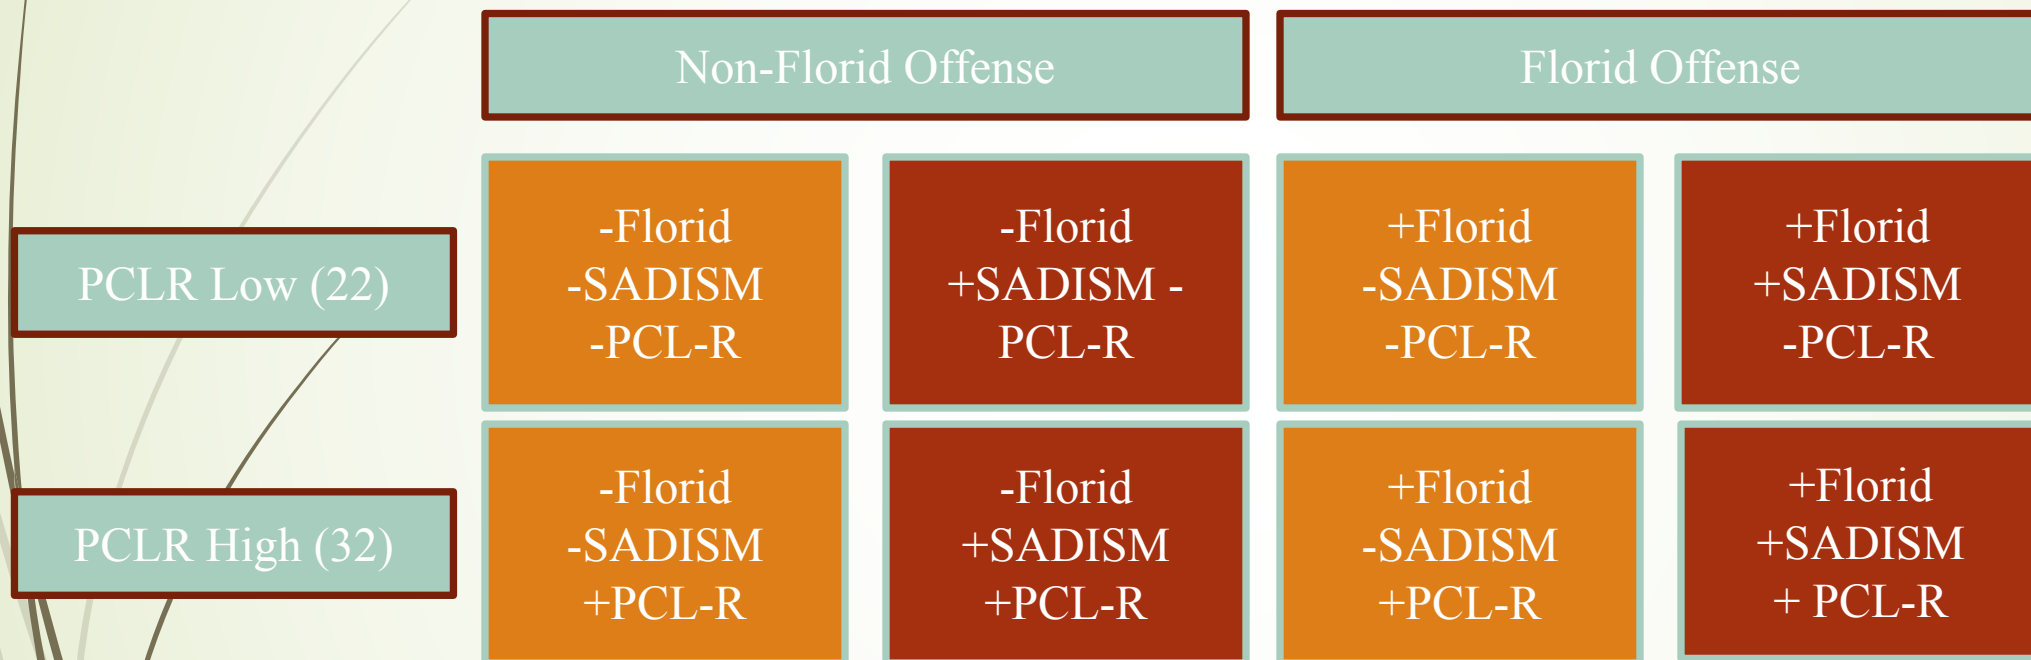 Non-Florid Offense
Florid Offense
PCLR Low (22)
-Florid
-SADISM
-PCL-R
-Florid
+SADISM -
PCL-R
+Florid
-SADISM
-PCL-R
+Florid
+SADISM
-PCL-R
PCLR High (32)
-Florid
-SADISM
+PCL-R
-Florid
+SADISM
+PCL-R
+Florid
-SADISM
+PCL-R
+Florid
+SADISM
+ PCL-R